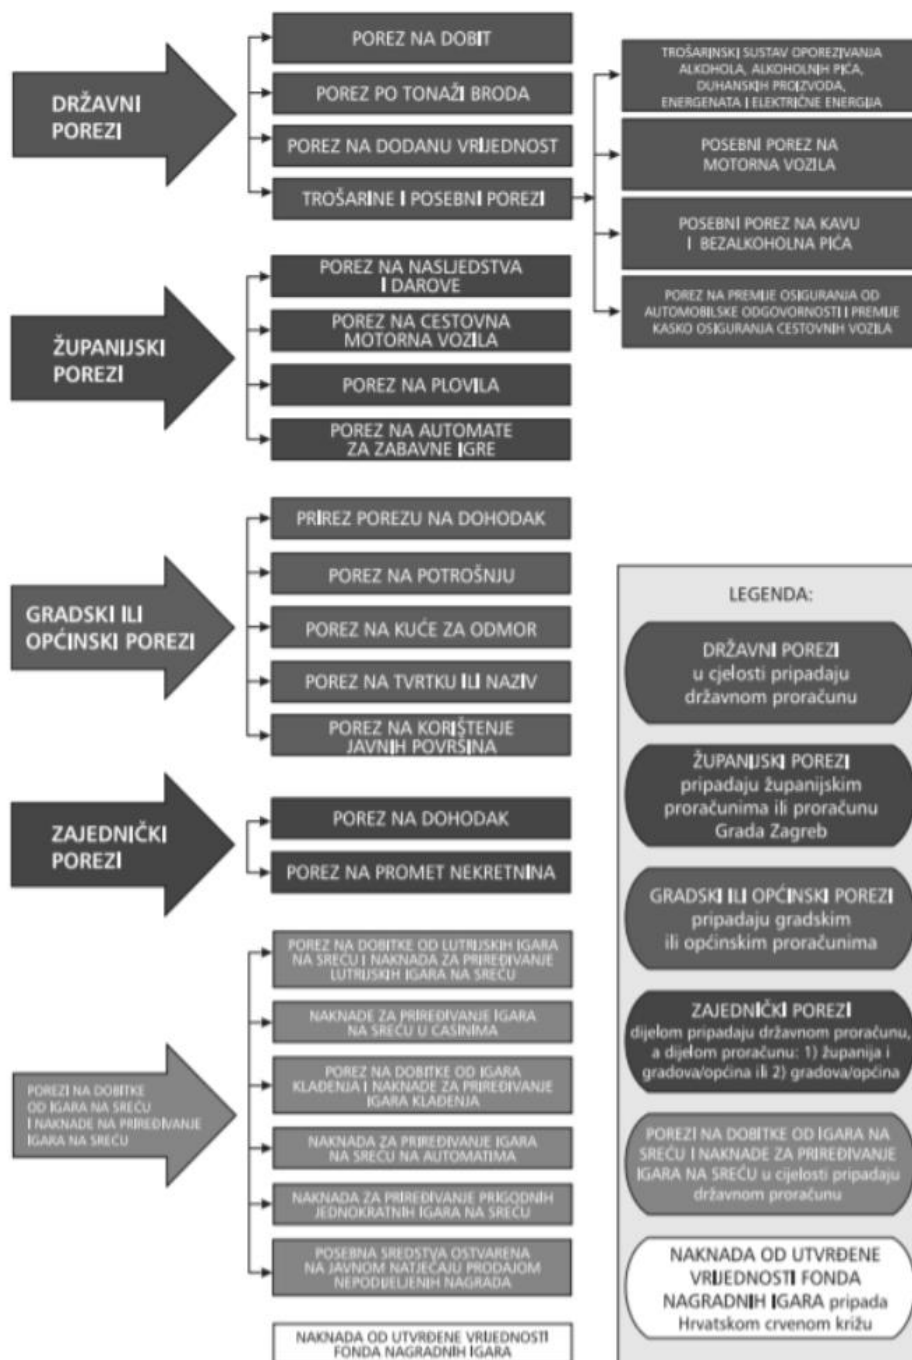 DRŽAVNI
POREZI
POREZ NA DOBIT
POREZ PO TONAŽI BRODA
POREZ NA DODANU VRIJEDNOST
TROŠARINE I POSEBNI POREZI
TROŠARINSKI SUSTAV OPOREZIVANJA
ALKOHOLA, ALKOHOLNIH PIĆA,
DUHANSKIH PROIZVODA,
ENERGENATA I ELEKTRIČNE ENERGIJA
POSEBNI POREZ NA
MOTORNA VOZILA
POSEBNI POREZ NA KAVU
I BEZALKOHOLNA PIĆA
POREZ NA PREMIJE OSIGURANJA OD
AUTOMOBILSKE ODGOVORNOSTI I PREMIJE
KASKO OSIGURANJA CESTOVNIH VOZILA
ŽUPANIJSKI
POREZI
POREZ NA NASLJEDSTVA
I DAROVE
POREZ NA CESTOVNA
MOTORNA VOZILA
POREZ NA PLOVILA
POREZ NA AUTOMATE
ZA ZABAVNE IGRE
GRADSKI ILI
OPĆINSKI POREZI
PRIREZ POREZU NA DOHODAK
POREZ NA POTROŠNJU
POREZ NA KUĆE ZA ODMOR
POREZ NA TVRTKU ILI NAZIV
POREZ NA KORIŠTENJE
JAVNIH POVRŠINA
ZAJEDNIČKI
POREZI
POREZ NA DOHODAK
POREZ NA PROMET NEKRETNINA
POREZI NA DOBITKE
OD IGARA NA SREĆU
I NAKNADE NA PRIREĐIVANJE
IGARA NA SREĆU
POREZ NA DOBITKE OD LUTRIJSKIH IGARA
NA SREĆU I NAKNADA ZA PRIREĐIVANJE
LUTRIJSKIH IGARA NA SREĆU
NAKNADE ZA PRIREĐIVANJE IGARA
NA SREĆU U CASINIMA
POREZ NA DOBITKE OD IGARA
KLAĐENJA I NAKNADE ZA PRIREĐIVANJE
IGARA KLAĐENJA
NAKNADA ZA PRIREĐIVANJE IGARA
NA SREĆU NA AUTOMATIMA
NAKNADA ZA PRIREĐIVANJE PRIGODNIH
JEDNOKRATNIH IGARA NA SREĆU
POSEBNA SREDSTVA OSTVARENA
NA JAVNOM NATJEČAJU PRODAJOM
NEPODIJELJENIH NAGRADA
NAKNADA OD UTVRĐENE VRIJEDNOSTI
FONDA NAGRADNIH IGARA
LEGENDA:
DRŽAVNI POREZI
u cjelosti pripadaju
državnom proračunu
ŽUPANIJSKI POREZI
pripadaju županijskim
proračunima ili proračunu
Grada Zagreb
GRADSKI ILI OPĆINSKI POREZI
pripadaju gradskim
ili općinskim proračunima
ZAJEDNIČKI POREZI
dijelom pripadaju državnom proračunu,
a dijelom proračunu: 1) županija i
gradova/općina ili 2) gradova/općina
POREZI NA DOBITKE OD IGARA NA
SREĆU I NAKNADE ZA PRIREĐIVANJE
IGARA NA SREĆU u cijelosti pripadaju
državnom proračunu
NAKNADA OD UTVRĐENE
VRIJEDNOSTI FONDA
NAGRADNIH IGARA pripada
Hrvatskom crvenom križu